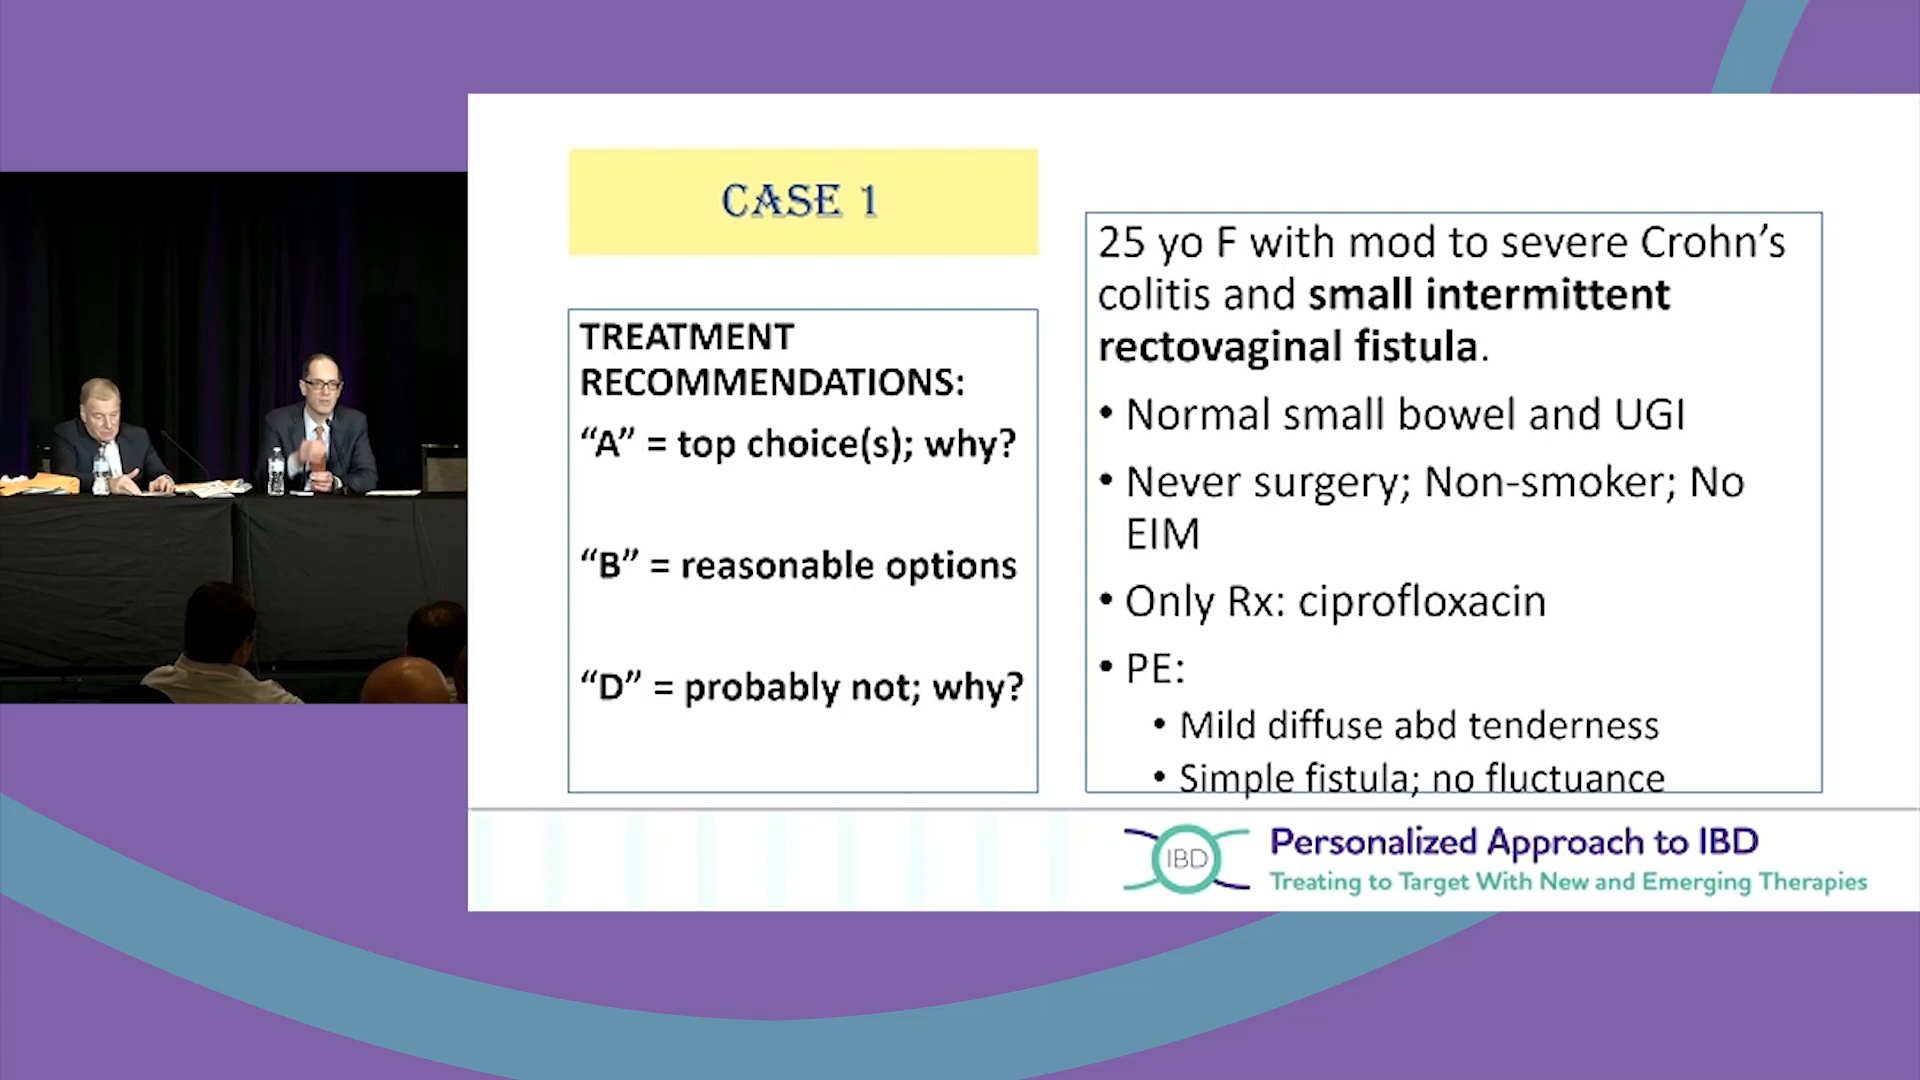 CASE 1
TREATMENT
RECOMMENDATIONS:
“A” = top choice(s); why?
“B” = reasonable options
“D” = probably not; why?
25 yo F with mod to severe Crohn’s
colitis and small intermittent
rectovaginal fistula.
• Normal small bowel and UGI
• Never surgery; Non-smoker; No
EIM
• Only Rx: ciprofloxacin
• PE:
• Mild diffuse abd tenderness
• Simple fistula; no fluctuance
IBD
Personalized Approach to IBD
Treating to Target With New and Emerging Therapies